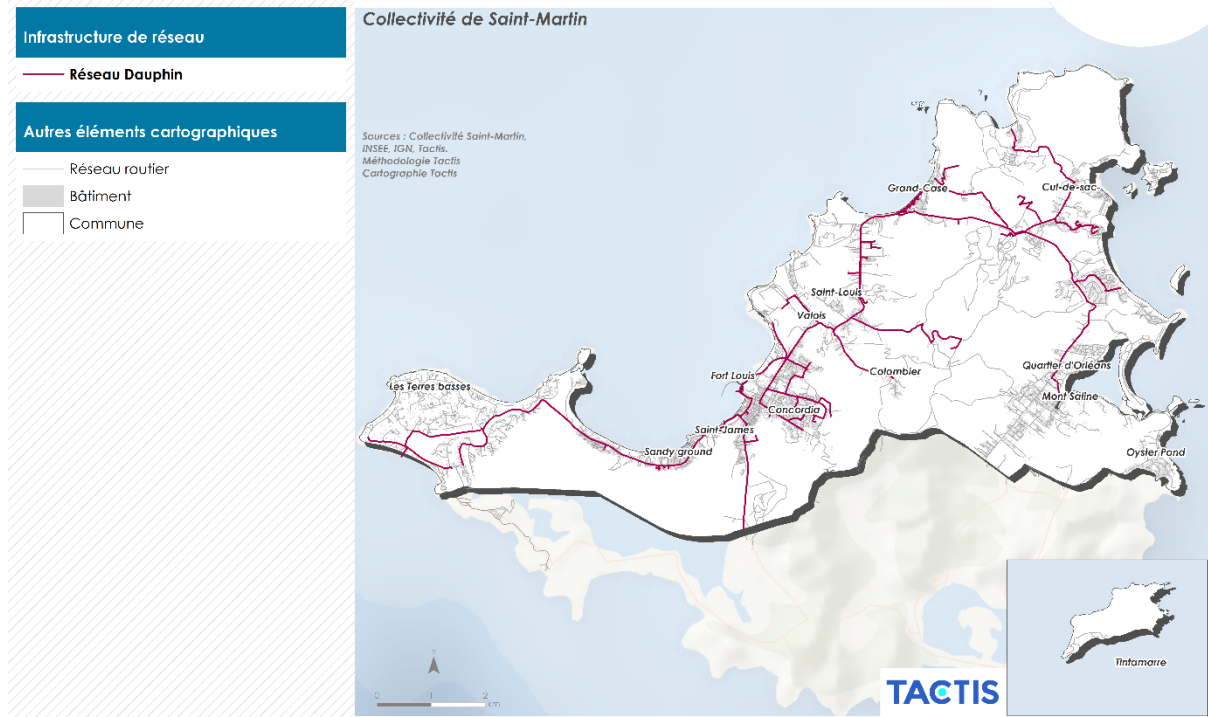 Infrastructure de réseau
Réseau Dauphin
Autres éléments cartographiques
Réseau routier
Bâtiment
Commune
Collectivité de Saint-Martin
Sources : Collectivité Saint-Martin,
INSEE, IGN, Tactis.
Méthodologie Tactis
Cartographie Tactis
Grand-Case
Cul-de-sac
Saint-Louis
Valois
Fort Louis
Colombier
Quartier d'Orléans
Les Terres basses
Mont Saline
Concordia
Saint-James
Sandy ground
Oyster Pond
Tintamarre
0 1 2
km
TACTIS